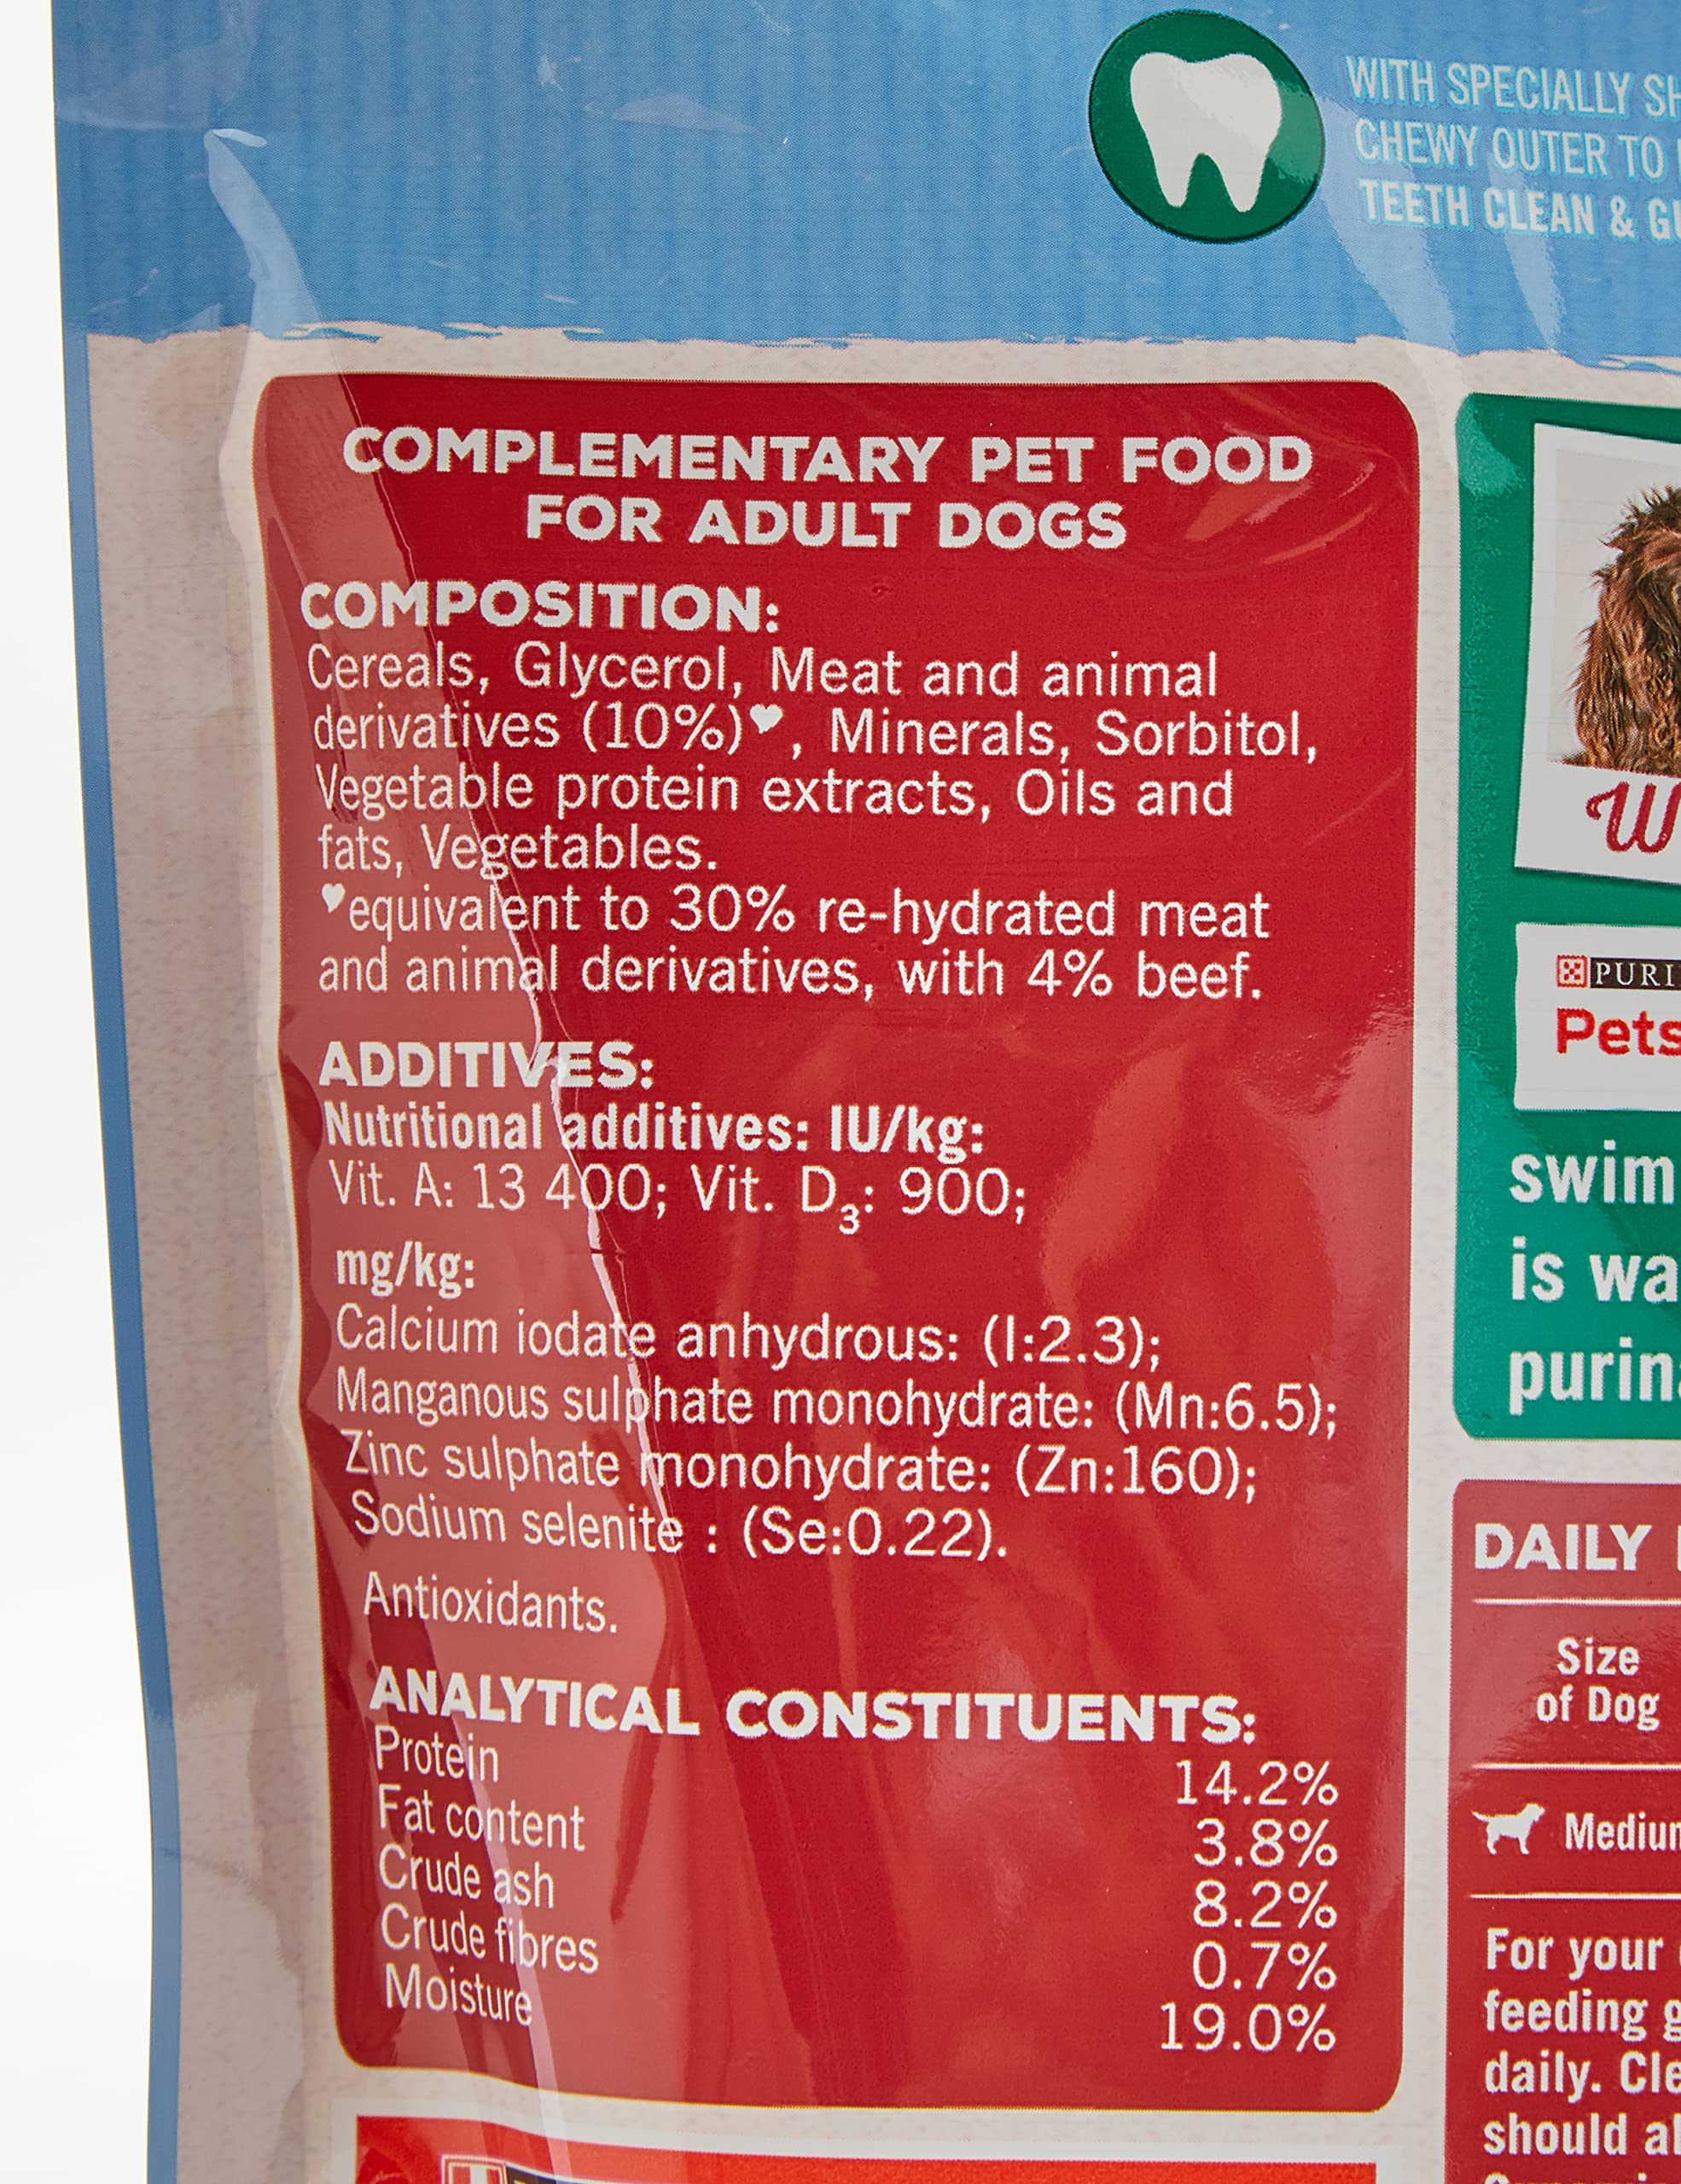 WITH SPECIALLY
CHEWY OUTER TO
TEETH CLEAN &
COMPLEMENTARY PET FOOD
FOR ADULT DOGS
COMPOSITION:
Cereals, Glycerol, Meat and animal
derivatives (10%)♥, Minerals, Sorbitol,
Vegetable protein extracts, Oils and
fats, Vegetables.
♥equivalent to 30% re-hydrated meat
and animal derivatives, with 4% beef.
ADDITIVES:
Nutritional additives: IU/kg:
Vit. A: 13 400; Vit. D₃: 900;
mg/kg:
Calcium iodate anhydrous: (I:2.3);
Manganous sulphate monohydrate: (Mn:6.5);
Zinc sulphate monohydrate: (Zn:160);
Sodium selenite : (Se:0.22).
Antioxidants.
ANALYTICAL CONSTITUENTS:
Protein 14.2%
Fat content 3.8%
Crude ash 8.2%
Crude fibres 0.7%
Moisture 19.0%
PURI
Pets
swim
is wa
purin
DAILY
Size
of Dog
Medium
For your
feeding
daily. Cle
should al